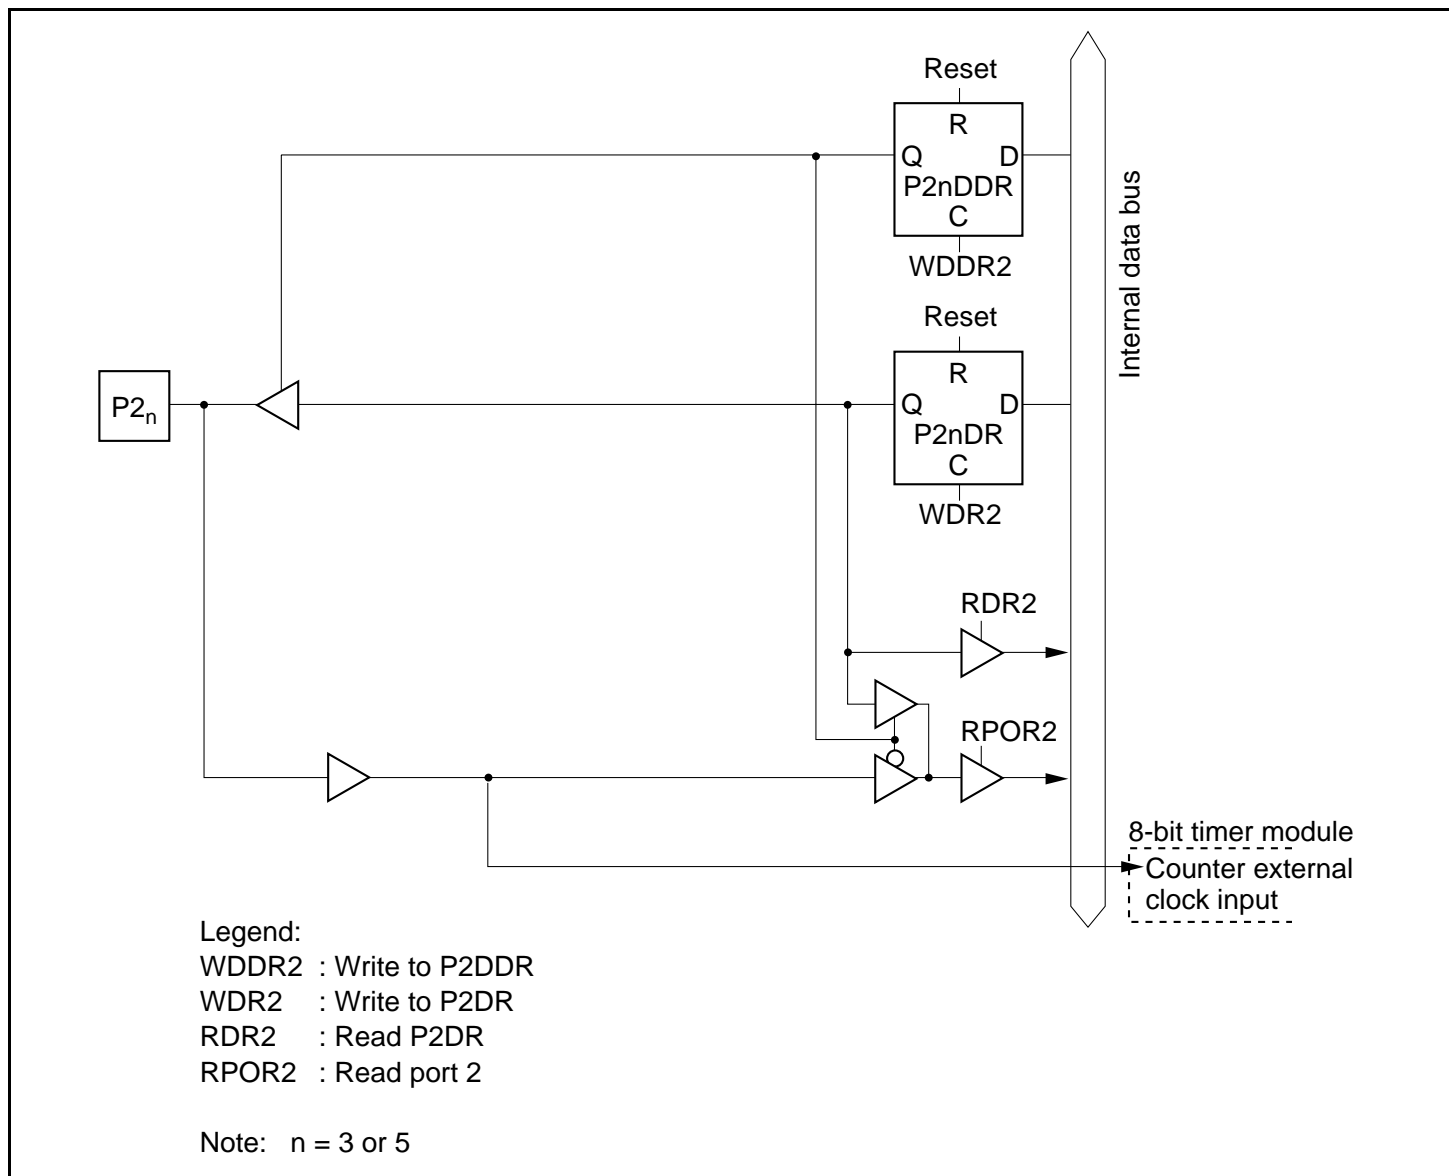 Reset
R
Q D
P2nDDR
C
WDDR2
Internal data bus
Reset
R
P2n
Q D
P2nDR
C
WDR2
RDR2
RPOR2
8-bit timer module
Counter external
clock input
Legend:
WDDR2 : Write to P2DDR
WDR2 : Write to P2DR
RDR2 : Read P2DR
RPOR2 : Read port 2
Note: n = 3 or 5